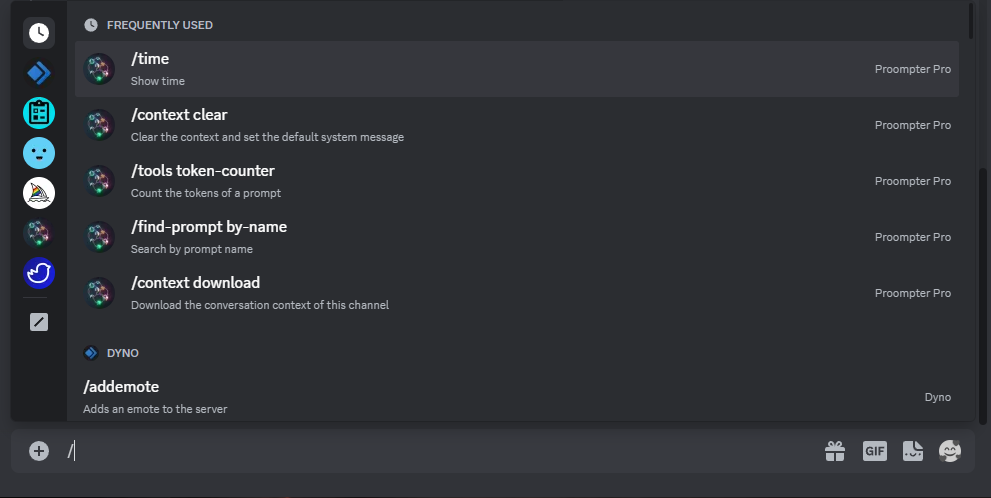 FREQUENTLY USED
/time
Show time
Proompter Pro
/context clear
Clear the context and set the default system message
Proompter Pro
/tools token-counter
Count the tokens of a prompt
Proompter Pro
/find-prompt by-name
Search by prompt name
Proompter Pro
/context download
Download the conversation context of this channel
Proompter Pro
DYNO
/addemote
Adds an emote to the server
Dyno
/
GIF